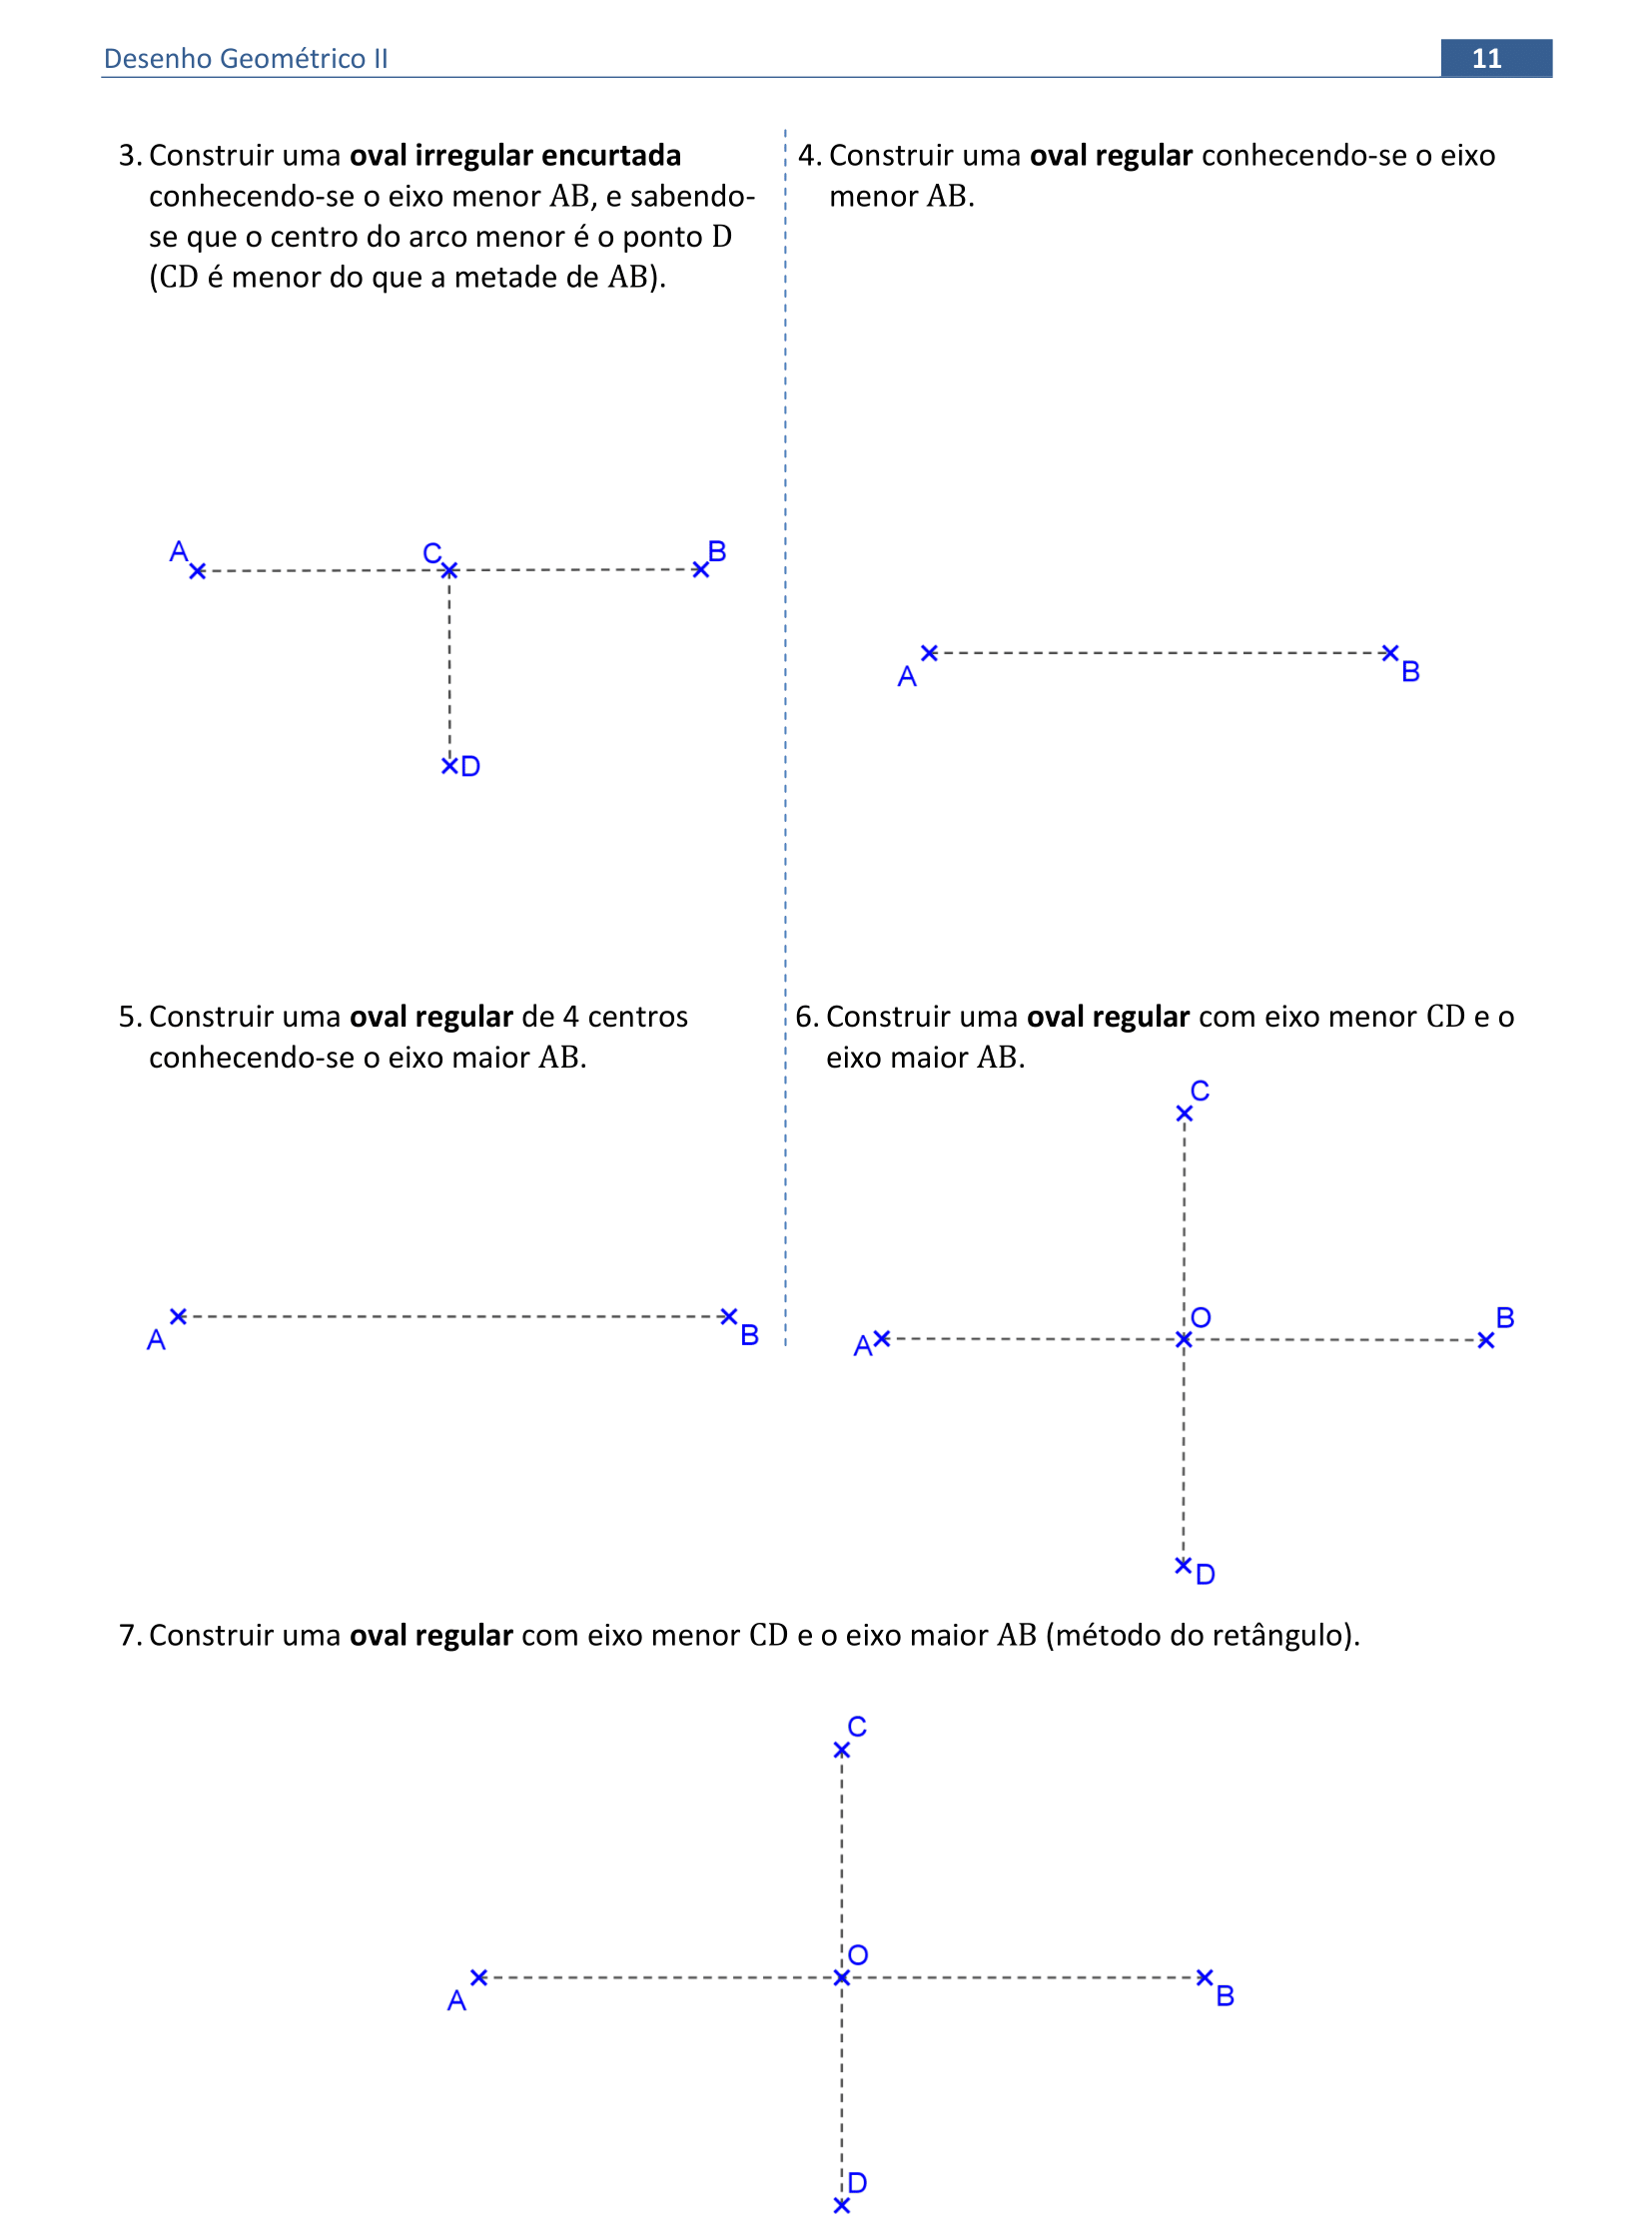 Desenho Geométrico II
11
3. Construir uma oval irregular encurtada
conhecendo-se o eixo menor AB, e sabendo-
se que o centro do arco menor é o ponto D
(CD é menor do que a metade de AB).
A
C
B
D
4. Construir uma oval regular conhecendo-se o eixo
menor AB.
A
B
5. Construir uma oval regular de 4 centros
conhecendo-se o eixo maior AB.
A
B
6. Construir uma oval regular com eixo menor CD e o
eixo maior AB.
C
O
B
A
D
7. Construir uma oval regular com eixo menor CD e o eixo maior AB (método do retângulo).
C
O
A
B
D